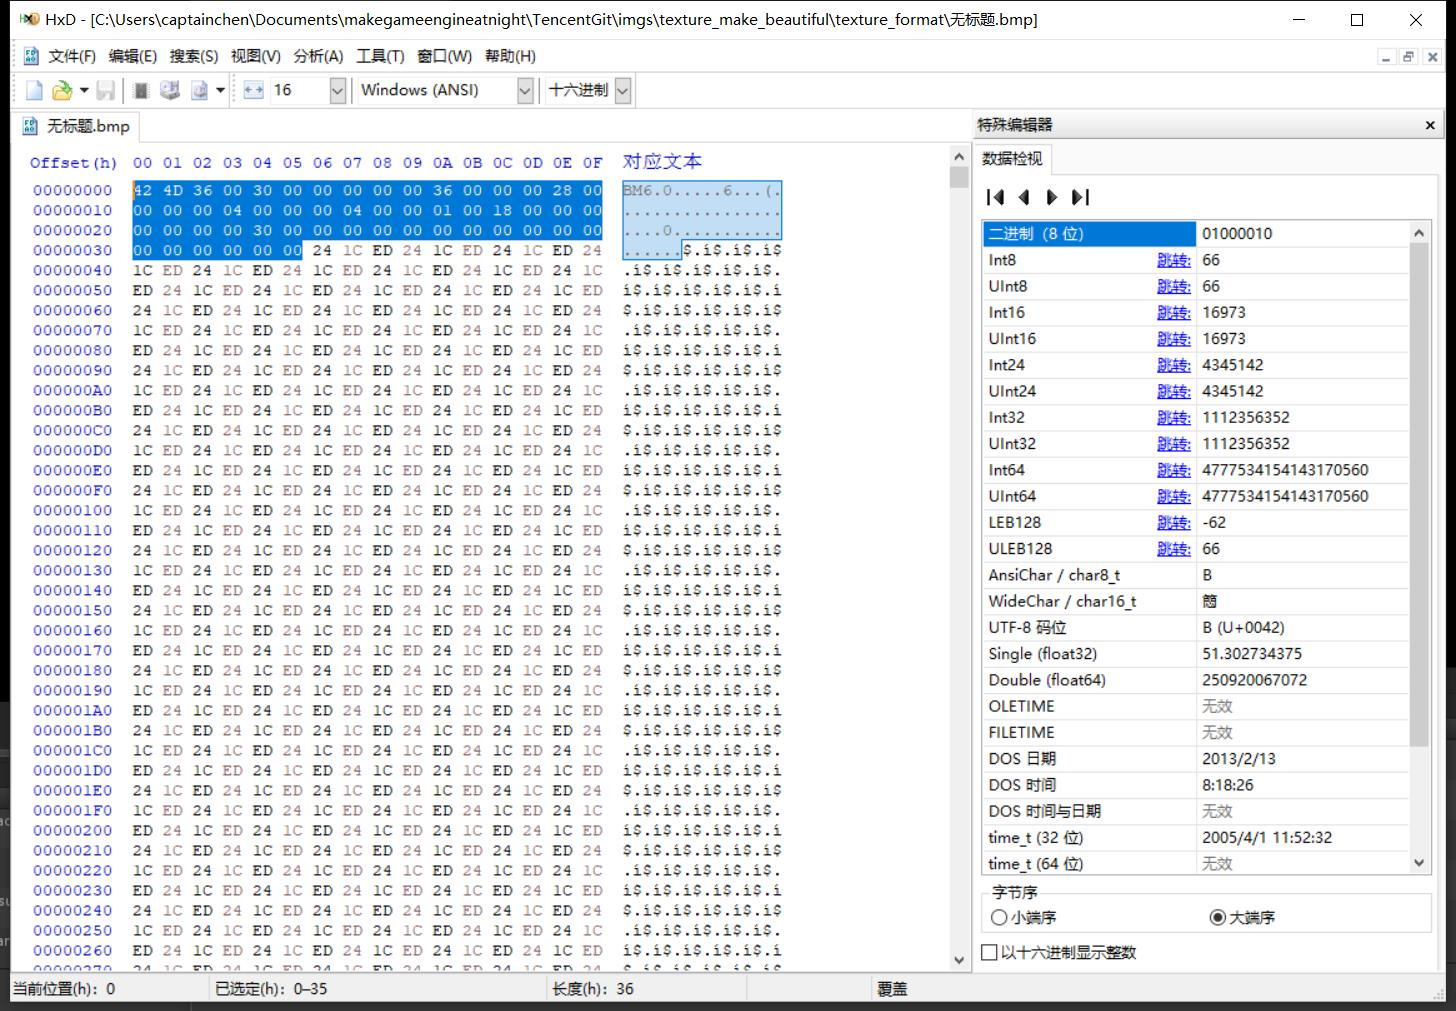 HxD - [C:\Users\captainchen\Documents\makegameengineatnight\TencentGit\imgs\texture_make_beautiful\texture_format\无标题.bmp]
文件(F) 编辑(E) 搜索(S) 视图(V) 分析(A) 工具(T) 窗口(W) 帮助(H)
16 Windows (ANSI) 十六进制
无标题.bmp
Offset(h) 00 01 02 03 04 05 06 07 08 09 0A 0B 0C 0D 0E 0F 对应文本
00000000 42 4D 36 00 30 00 00 00 00 00 36 00 00 00 28 00 BM6.0.....6...(.
00000010 00 00 00 04 00 00 00 04 00 00 01 00 18 00 00 00 ................
00000020 00 00 00 00 30 00 00 00 00 00 00 00 00 00 00 00 ....0...........
00000030 00 00 00 00 00 00 24 1C ED 24 1C ED 24 1C ED 24 ......$.í$.í$.í$
00000040 1C ED 24 1C ED 24 1C ED 24 1C ED 24 1C ED 24 1C .í$.í$.í$.í$.í$.
00000050 ED 24 1C ED 24 1C ED 24 1C ED 24 1C ED 24 1C ED í$.í$.í$.í$.í$.í
00000060 24 1C ED 24 1C ED 24 1C ED 24 1C ED 24 1C ED 24 $.í$.í$.í$.í$.í$
00000070 1C ED 24 1C ED 24 1C ED 24 1C ED 24 1C ED 24 1C .í$.í$.í$.í$.í$.
00000080 ED 24 1C ED 24 1C ED 24 1C ED 24 1C ED 24 1C ED í$.í$.í$.í$.í$.í
00000090 24 1C ED 24 1C ED 24 1C ED 24 1C ED 24 1C ED 24 $.í$.í$.í$.í$.í$
000000A0 1C ED 24 1C ED 24 1C ED 24 1C ED 24 1C ED 24 1C .í$.í$.í$.í$.í$.
000000B0 ED 24 1C ED 24 1C ED 24 1C ED 24 1C ED 24 1C ED í$.í$.í$.í$.í$.í
000000C0 24 1C ED 24 1C ED 24 1C ED 24 1C ED 24 1C ED 24 $.í$.í$.í$.í$.í$
000000D0 1C ED 24 1C ED 24 1C ED 24 1C ED 24 1C ED 24 1C .í$.í$.í$.í$.í$.
000000E0 ED 24 1C ED 24 1C ED 24 1C ED 24 1C ED 24 1C ED í$.í$.í$.í$.í$.í
000000F0 24 1C ED 24 1C ED 24 1C ED 24 1C ED 24 1C ED 24 $.í$.í$.í$.í$.í$
00000100 1C ED 24 1C ED 24 1C ED 24 1C ED 24 1C ED 24 1C .í$.í$.í$.í$.í$.
00000110 ED 24 1C ED 24 1C ED 24 1C ED 24 1C ED 24 1C ED í$.í$.í$.í$.í$.í
00000120 24 1C ED 24 1C ED 24 1C ED 24 1C ED 24 1C ED 24 $.í$.í$.í$.í$.í$
00000130 1C ED 24 1C ED 24 1C ED 24 1C ED 24 1C ED 24 1C .í$.í$.í$.í$.í$.
00000140 ED 24 1C ED 24 1C ED 24 1C ED 24 1C ED 24 1C ED í$.í$.í$.í$.í$.í
00000150 24 1C ED 24 1C ED 24 1C ED 24 1C ED 24 1C ED 24 $.í$.í$.í$.í$.í$
00000160 1C ED 24 1C ED 24 1C ED 24 1C ED 24 1C ED 24 1C .í$.í$.í$.í$.í$.
00000170 ED 24 1C ED 24 1C ED 24 1C ED 24 1C ED 24 1C ED í$.í$.í$.í$.í$.í
00000180 24 1C ED 24 1C ED 24 1C ED 24 1C ED 24 1C ED 24 $.í$.í$.í$.í$.í$
00000190 1C ED 24 1C ED 24 1C ED 24 1C ED 24 1C ED 24 1C .í$.í$.í$.í$.í$.
000001A0 ED 24 1C ED 24 1C ED 24 1C ED 24 1C ED 24 1C ED í$.í$.í$.í$.í$.í
000001B0 24 1C ED 24 1C ED 24 1C ED 24 1C ED 24 1C ED 24 $.í$.í$.í$.í$.í$
000001C0 1C ED 24 1C ED 24 1C ED 24 1C ED 24 1C ED 24 1C .í$.í$.í$.í$.í$.
000001D0 ED 24 1C ED 24 1C ED 24 1C ED 24 1C ED 24 1C ED í$.í$.í$.í$.í$.í
000001E0 24 1C ED 24 1C ED 24 1C ED 24 1C ED 24 1C ED 24 $.í$.í$.í$.í$.í$
000001F0 1C ED 24 1C ED 24 1C ED 24 1C ED 24 1C ED 24 1C .í$.í$.í$.í$.í$.
00000200 ED 24 1C ED 24 1C ED 24 1C ED 24 1C ED 24 1C ED í$.í$.í$.í$.í$.í
00000210 24 1C ED 24 1C ED 24 1C ED 24 1C ED 24 1C ED 24 $.í$.í$.í$.í$.í$
00000220 1C ED 24 1C ED 24 1C ED 24 1C ED 24 1C ED 24 1C .í$.í$.í$.í$.í$.
00000230 ED 24 1C ED 24 1C ED 24 1C ED 24 1C ED 24 1C ED í$.í$.í$.í$.í$.í
00000240 24 1C ED 24 1C ED 24 1C ED 24 1C ED 24 1C ED 24 $.í$.í$.í$.í$.í$
00000250 1C ED 24 1C ED 24 1C ED 24 1C ED 24 1C ED 24 1C .í$.í$.í$.í$.í$.
00000260 ED 24 1C ED 24 1C ED 24 1C ED 24 1C ED 24 1C ED í$.í$.í$.í$.í$.í
特殊编辑器
数据检视
二进制（8 位） 01000010
Int8 跳转: 66
UInt8 跳转: 66
Int16 跳转: 16973
UInt16 跳转: 16973
Int24 跳转: 4345142
UInt24 跳转: 4345142
Int32 跳转: 1112356352
UInt32 跳转: 1112356352
Int64 跳转: 4777534154143170560
UInt64 跳转: 4777534154143170560
LEB128 跳转: -62
ULEB128 跳转: 66
AnsiChar / char8_t B
WideChar / char16_t
UTF-8 码位 B (U+0042)
Single (float32) 51.302734375
Double (float64) 250920067072
OLETIME 无效
FILETIME 无效
DOS 日期 2013/2/13
DOS 时间 8:18:26
DOS 时间与日期 无效
time_t (32 位) 2005/4/1 11:52:32
time_t (64 位) 无效
字节序
小端序 大端序
以十六进制显示整数
当前位置(h): 0 已选定(h): 0–35 长度(h): 36 覆盖